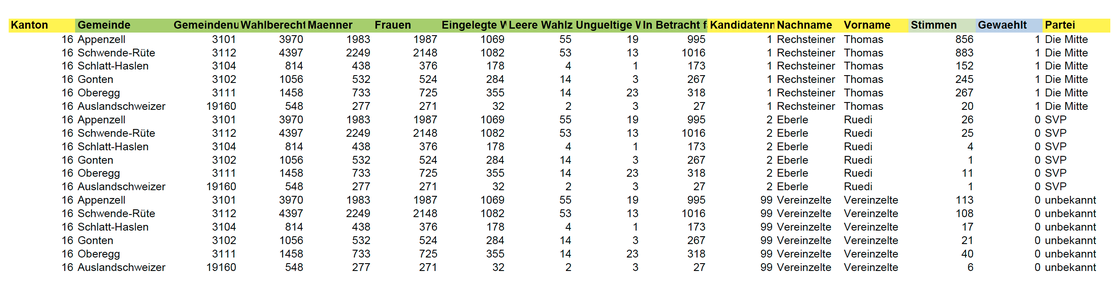 Kanton Gemeinde Gemeindenu Wahlberecht Maenner Frauen Eingelegte W Leere Wahlz Ungueltige W In Betracht f Kandidatenr Nachname Vorname Stimmen Gewaehlt Partei
16 Appenzell 3101 3970 1983 1987 1069 55 19 995 1 Rechsteiner Thomas 856 1 Die Mitte
16 Schwende-Rüte 3112 4397 2249 2148 1082 53 13 1016 1 Rechsteiner Thomas 883 1 Die Mitte
16 Schlatt-Haslen 3104 814 438 376 178 4 1 173 1 Rechsteiner Thomas 152 1 Die Mitte
16 Gonten 3102 1056 532 524 284 14 3 267 1 Rechsteiner Thomas 245 1 Die Mitte
16 Oberegg 3111 1458 733 725 355 14 23 318 1 Rechsteiner Thomas 267 1 Die Mitte
16 Auslandschweizer 19160 548 277 271 32 2 3 27 1 Rechsteiner Thomas 20 1 Die Mitte
16 Appenzell 3101 3970 1983 1987 1069 55 19 995 2 Eberle Ruedi 26 0 SVP
16 Schwende-Rüte 3112 4397 2249 2148 1082 53 13 1016 2 Eberle Ruedi 25 0 SVP
16 Schlatt-Haslen 3104 814 438 376 178 4 1 173 2 Eberle Ruedi 4 0 SVP
16 Gonten 3102 1056 532 524 284 14 3 267 2 Eberle Ruedi 1 0 SVP
16 Oberegg 3111 1458 733 725 355 14 23 318 2 Eberle Ruedi 11 0 SVP
16 Auslandschweizer 19160 548 277 271 32 2 3 27 2 Eberle Ruedi 1 0 SVP
16 Appenzell 3101 3970 1983 1987 1069 55 19 995 99 Vereinzelte Vereinzelte 113 0 unbekannt
16 Schwende-Rüte 3112 4397 2249 2148 1082 53 13 1016 99 Vereinzelte Vereinzelte 108 0 unbekannt
16 Schlatt-Haslen 3104 814 438 376 178 4 1 173 99 Vereinzelte Vereinzelte 17 0 unbekannt
16 Gonten 3102 1056 532 524 284 14 3 267 99 Vereinzelte Vereinzelte 21 0 unbekannt
16 Oberegg 3111 1458 733 725 355 14 23 318 99 Vereinzelte Vereinzelte 40 0 unbekannt
16 Auslandschweizer 19160 548 277 271 32 2 3 27 99 Vereinzelte Vereinzelte 6 0 unbekannt